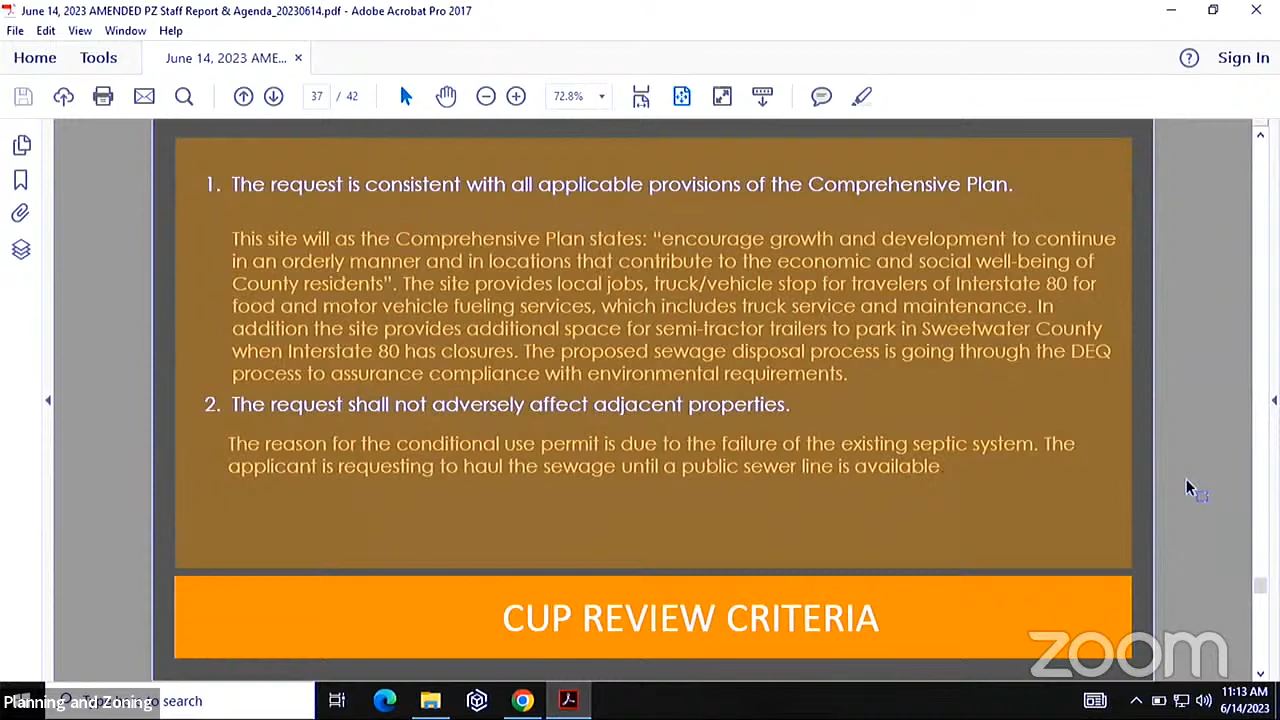 June 14, 2023 AMENDED PZ Staff Report & Agenda_20230614.pdf - Adobe Acrobat Pro 2017
File Edit View Window Help
Home Tools June 14, 2023 AME... × Sign In
37 / 42 72.8%
1. The request is consistent with all applicable provisions of the Comprehensive Plan.
This site will as the Comprehensive Plan states: “encourage growth and development to continue
in an orderly manner and in locations that contribute to the economic and social well-being of
County residents”. The site provides local jobs, truck/vehicle stop for travelers of Interstate 80 for
food and motor vehicle fueling services, which includes truck service and maintenance. In
addition the site provides additional space for semi-tractor trailers to park in Sweetwater County
when Interstate 80 has closures. The proposed sewage disposal process is going through the DEQ
process to assurance compliance with environmental requirements.
2. The request shall not adversely affect adjacent properties.
The reason for the conditional use permit is due to the failure of the existing septic system. The
applicant is requesting to haul the sewage until a public sewer line is available.
CUP REVIEW CRITERIA
zoom
Planning and Zoning
to search
11:13 AM
6/14/2023